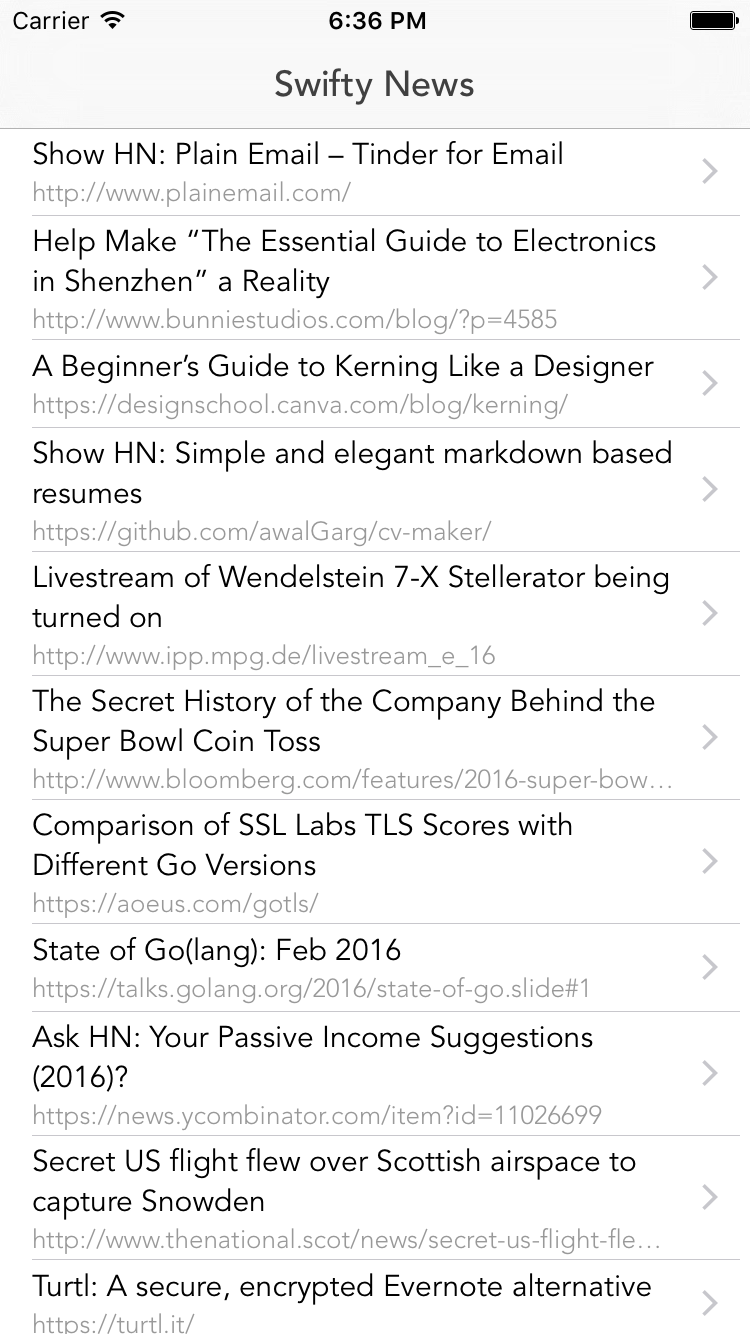 Carrier 6:36 PM
Swifty News
Show HN: Plain Email – Tinder for Email
http://www.plainemail.com/
Help Make “The Essential Guide to Electronics
in Shenzhen” a Reality
http://www.bunniestudios.com/blog/?p=4585
A Beginner’s Guide to Kerning Like a Designer
https://designschool.canva.com/blog/kerning/
Show HN: Simple and elegant markdown based
resumes
https://github.com/awalGarg/cv-maker/
Livestream of Wendelstein 7-X Stellerator being
turned on
http://www.ipp.mpg.de/livestream_e_16
The Secret History of the Company Behind the
Super Bowl Coin Toss
http://www.bloomberg.com/features/2016-super-bow…
Comparison of SSL Labs TLS Scores with
Different Go Versions
https://aoeus.com/gotls/
State of Go(lang): Feb 2016
https://talks.golang.org/2016/state-of-go.slide#1
Ask HN: Your Passive Income Suggestions
(2016)?
https://news.ycombinator.com/item?id=11026699
Secret US flight flew over Scottish airspace to
capture Snowden
http://www.thenational.scot/news/secret-us-flight-fle…
Turtl: A secure, encrypted Evernote alternative
https://turtl.it/